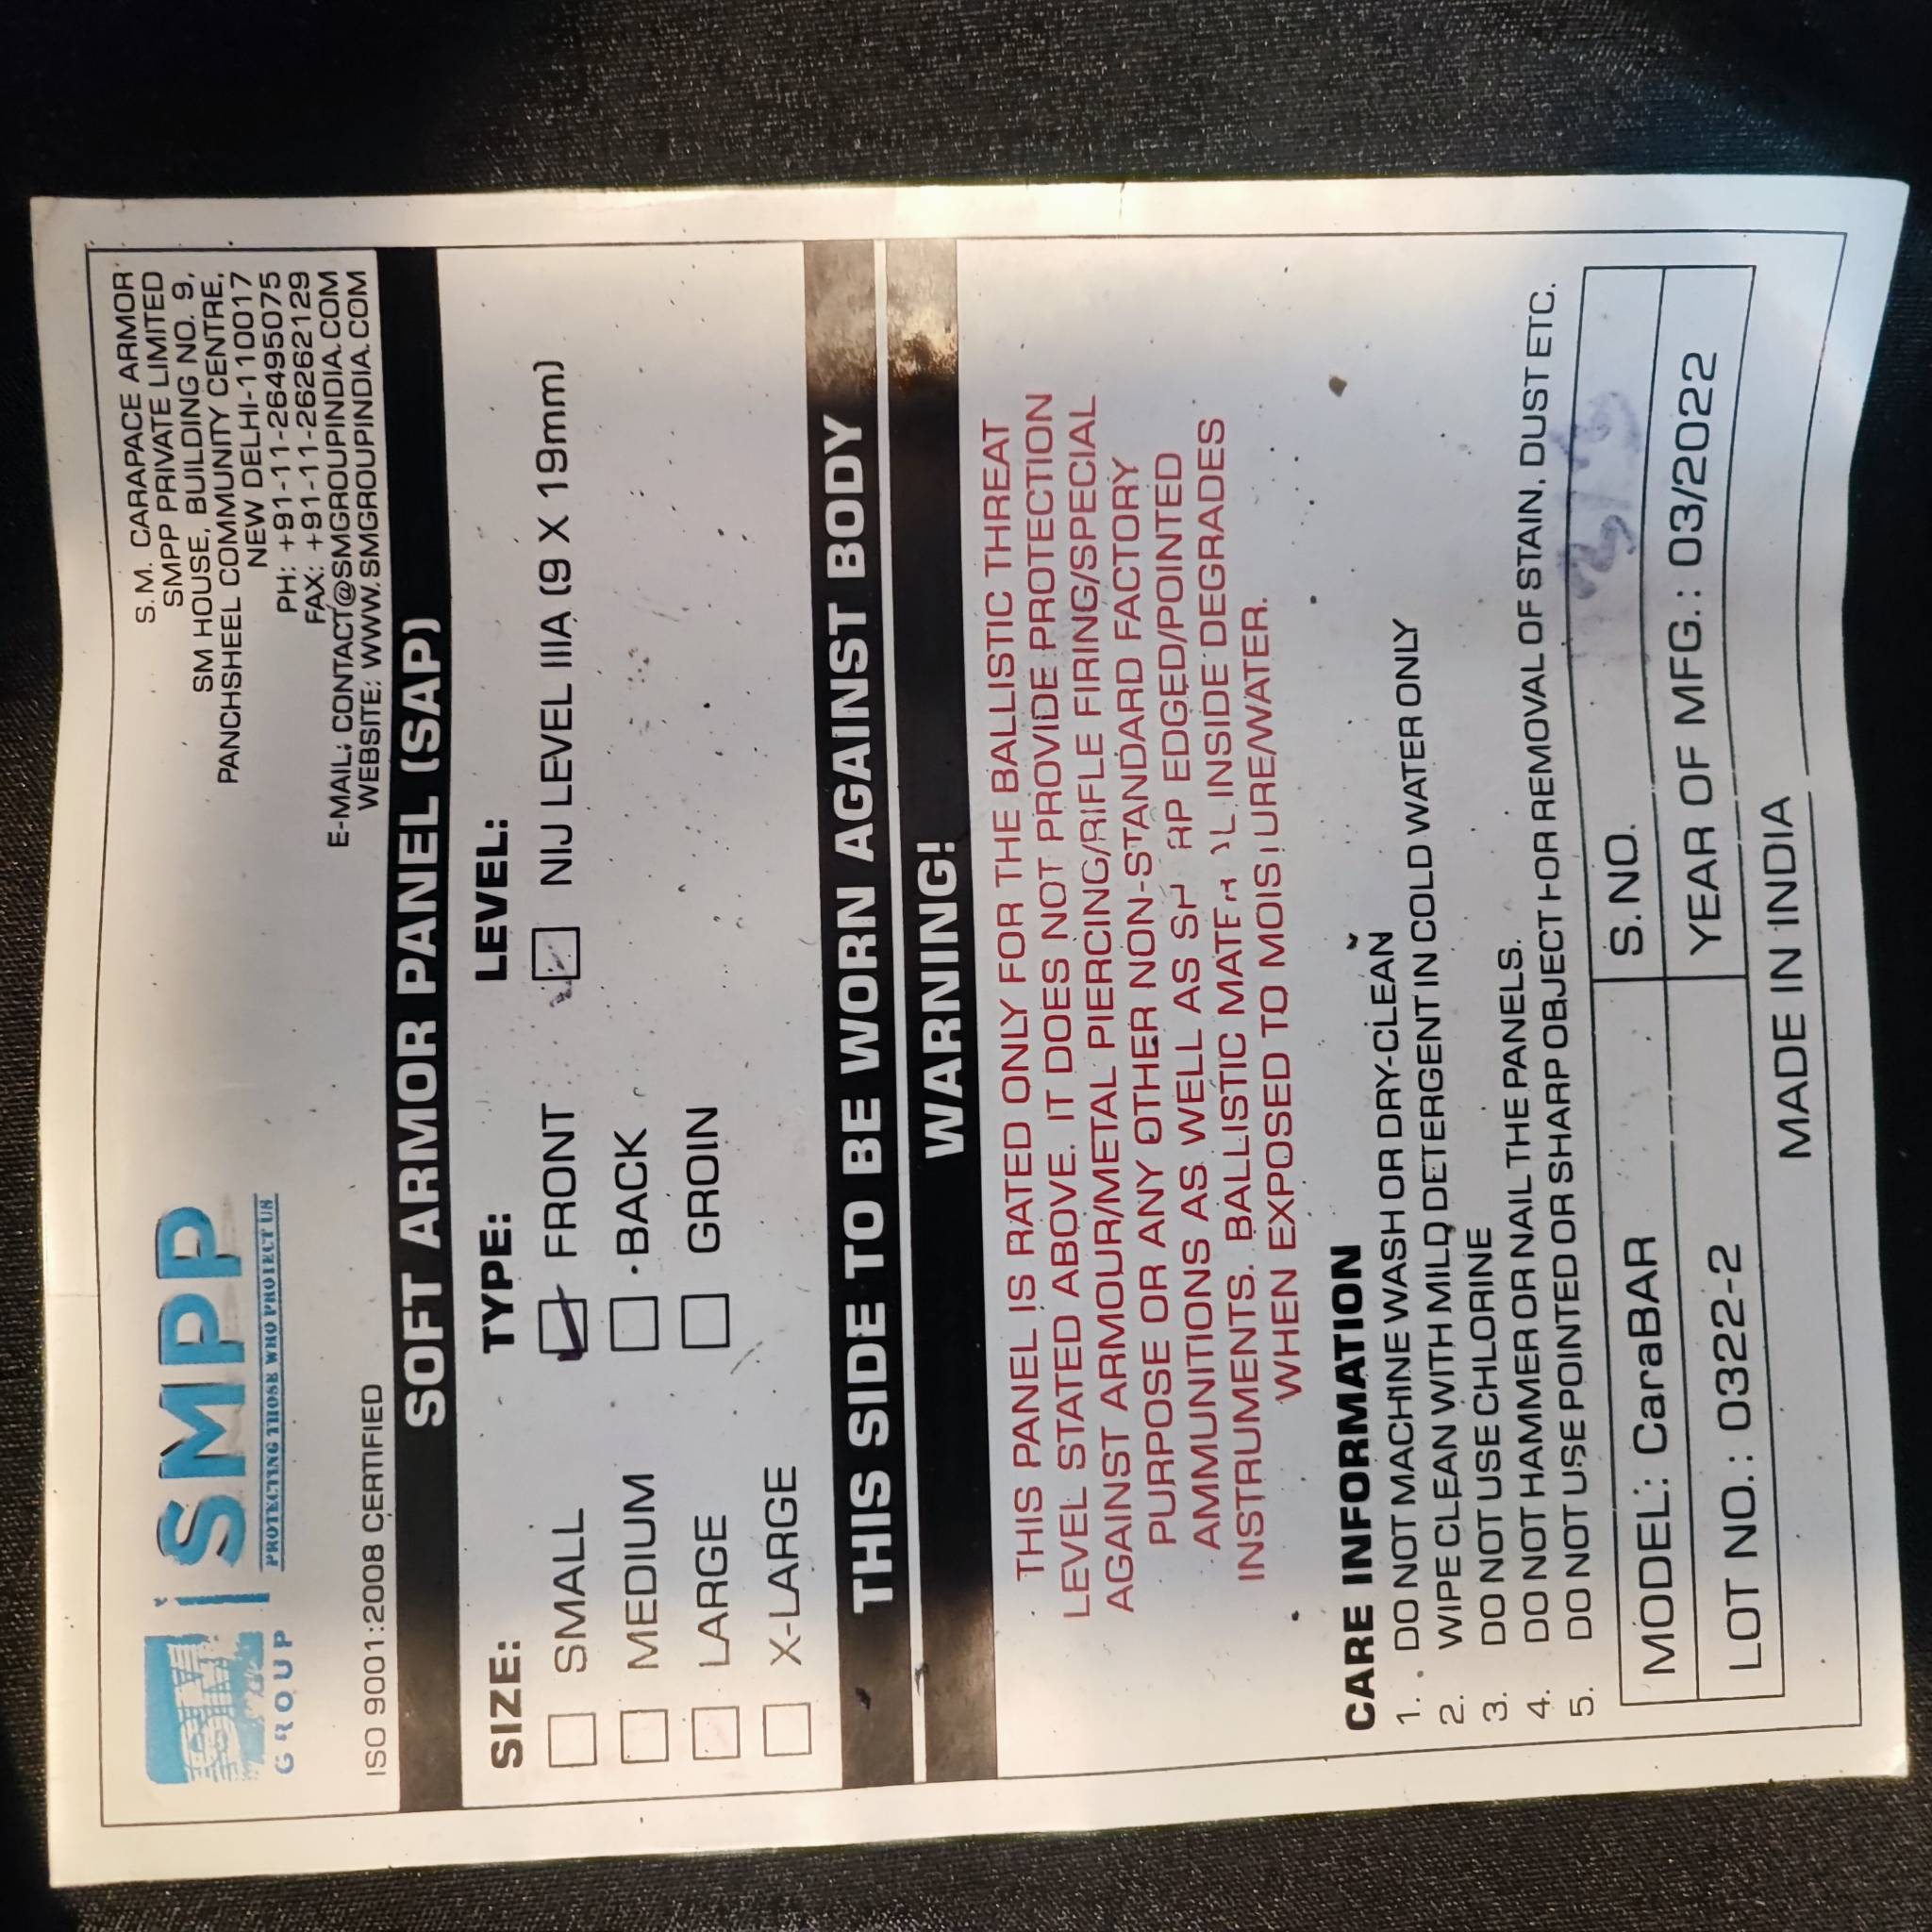 SM
GROUP
SMPP
PROTECTING THOSE WHO PROTECT US
ISO 9001:2008 CERTIFIED
S.M. CARAPACE ARMOR
SMPP PRIVATE LIMITED
SM HOUSE, BUILDING NO. 9,
PANCHSHEEL COMMUNITY CENTRE,
NEW DELHI-110017
PH: +91-11-26495075
FAX: +91-11-26262129
E-MAIL: CONTACT@SMGROUPINDIA.COM
WEBSITE: WWW.SMGROUPINDIA.COM
SOFT ARMOR PANEL (SAP)
SIZE:
SMALL
MEDIUM
LARGE
X-LARGE
TYPE:
FRONT
BACK
GROIN
LEVEL:
NIJ LEVEL IIIA (9 X 19mm)
THIS SIDE TO BE WORN AGAINST BODY
WARNING!
THIS PANEL IS RATED ONLY FOR THE BALLISTIC THREAT
LEVEL STATED ABOVE. IT DOES NOT PROVIDE PROTECTION
AGAINST ARMOUR/METAL PIERCING/RIFLE FIRING/SPECIAL
PURPOSE OR ANY OTHER NON-STANDARD FACTORY
AMMUNITIONS AS WELL AS SHARP EDGED/POINTED
INSTRUMENTS. BALLISTIC MATERIAL INSIDE DEGRADES
WHEN EXPOSED TO MOISTURE/WATER.
CARE INFORMATION
1. DO NOT MACHINE WASH OR DRY-CLEAN
2. WIPE CLEAN WITH MILD DETERGENT IN COLD WATER ONLY
3. DO NOT USE CHLORINE
4. DO NOT HAMMER OR NAIL THE PANELS.
5. DO NOT USE POINTED OR SHARP OBJECT FOR REMOVAL OF STAIN, DUST ETC.
MODEL: CaraBAR
S.NO.
LOT NO.: 0322-2
YEAR OF MFG.: 03/2022
MADE IN INDIA